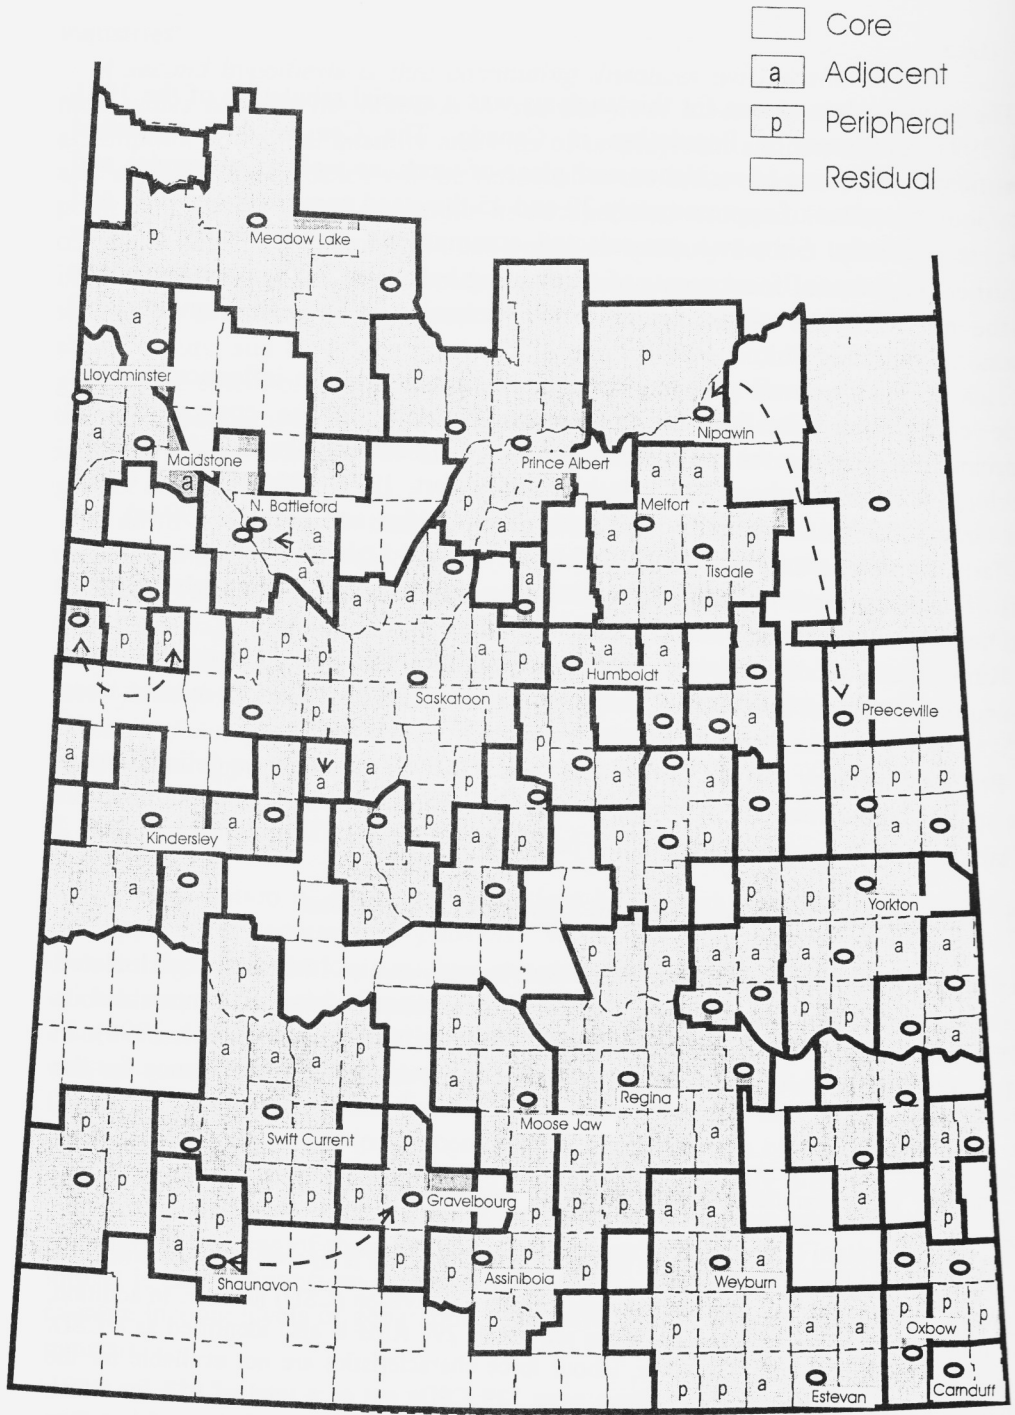 Core
a Adjacent
p Peripheral
Residual
p
Meadow Lake
a
p
p
Lloydminster
Nipawin
a
Maidstone
p
Prince Albert
a
a
a
a
p
N. Battleford
p
Melfort
a
a
a
p
a
p
a
a
Tisdale
a
a
p
p
p
p
p
p
p
p
a
p
a
a
p
Humboldt
Saskatoon
p
a
Preeceville
p
a
p
a
a
p
a
p
p
p
a
Kindersley
a
p
a
p
p
p
a
p
p
a
p
a
p
p
p
p
Yorkton
p
p
a
a
a
a
a
a
p
p
p
a
a
a
a
p
p
a
Regina
p
Swift Current
p
Moose Jaw
p
a
p
p
a
p
p
p
p
p
Gravelbourg
p
p
p
a
a
a
p
p
a
p
p
Assiniboia
p
p
s
Weyburn
a
Shaunavon
p
p
a
a
p
p
p
Oxbow
p
p
a
Estevan
Carnduff